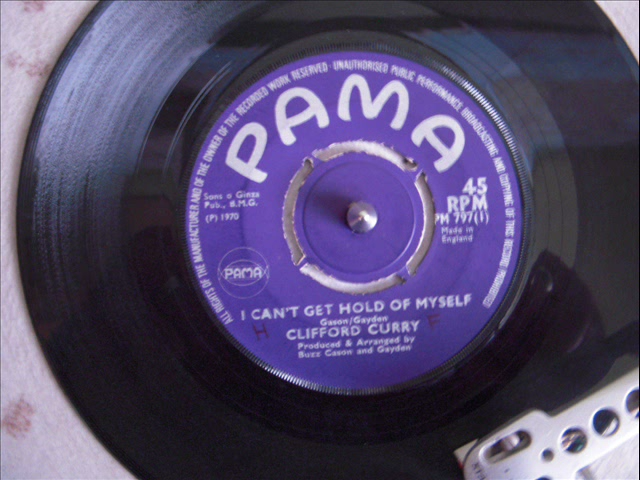 ALL RIGHTS OF THE MANUFACTURER AND OF THE OWNER OF THE RECORDED WORK RESERVED · UNAUTHORISED PUBLIC PERFORMANCE BROADCASTING AND COPYING OF THIS RECORD PROHIBITED
PAMA
45
RPM
PM 797(1)
Made in
England
Sons o Ginza
Pub., B.M.G.
(P) 1970
PAMA
I CAN'T GET HOLD OF MYSELF
Gason/Gayden
H CLIFFORD CURRY F
Produced & Arranged by
Buzz Cason and Gayden